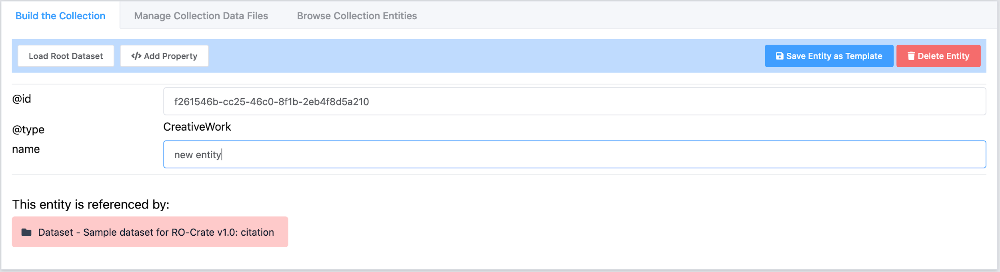 Build the Collection Manage Collection Data Files Browse Collection Entities
Load Root Dataset </> Add Property Save Entity as Template Delete Entity
@id f261546b-cc25-46c0-8f1b-2eb4f8d5a210
@type CreativeWork
name new entity
This entity is referenced by:
Dataset - Sample dataset for RO-Crate v1.0: citation